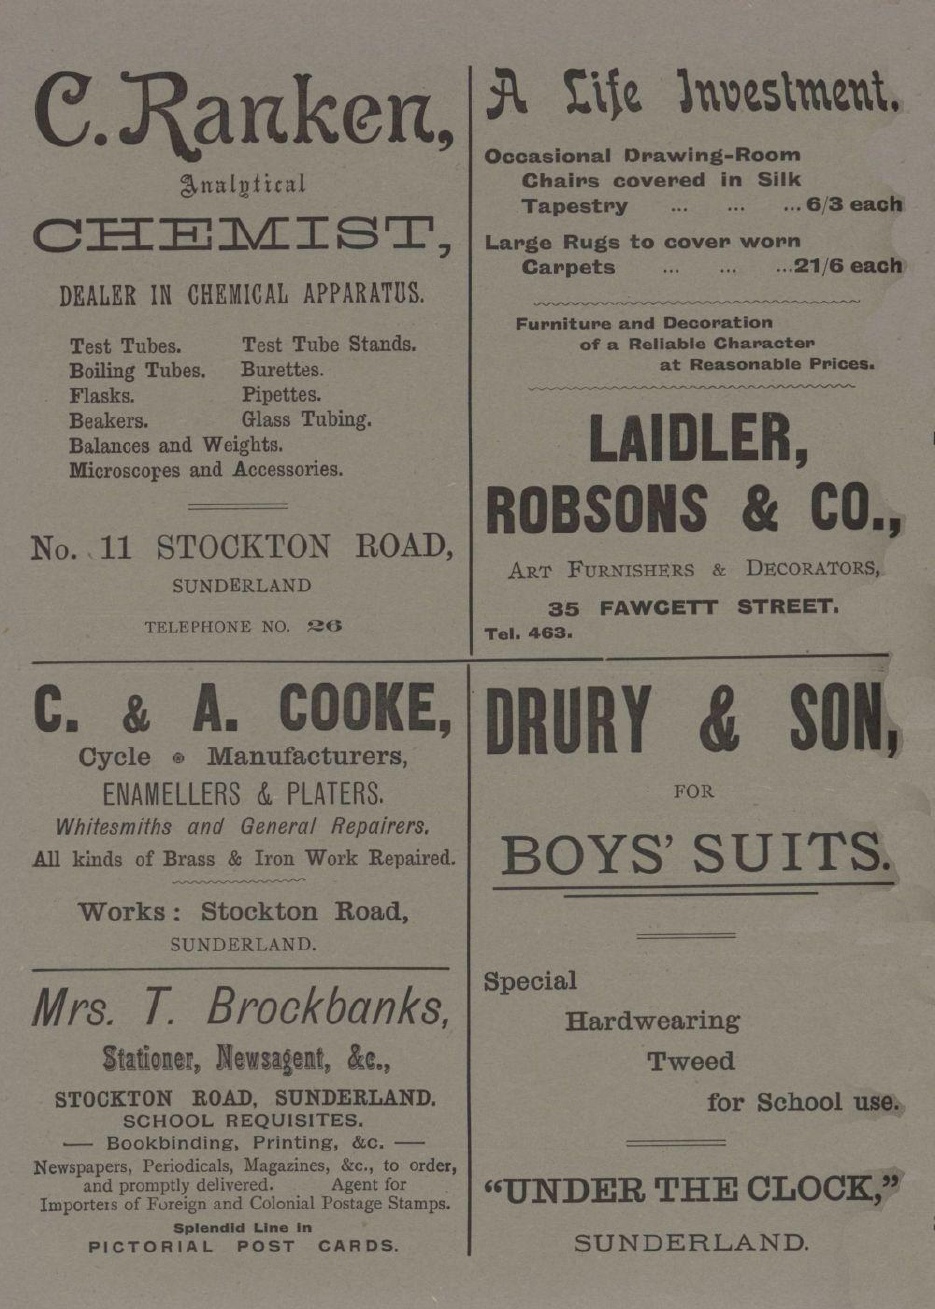 C. Ranken,
Analytical
CHEMIST,
DEALER IN CHEMICAL APPARATUS.
Test Tubes. Test Tube Stands.
Boiling Tubes. Burettes.
Flasks. Pipettes.
Beakers. Glass Tubing.
Balances and Weights.
Microscopes and Accessories.
No. 11 STOCKTON ROAD,
SUNDERLAND
TELEPHONE NO. 26
A Life Investment.
Occasional Drawing-Room
Chairs covered in Silk
Tapestry ... ... ... 6/3 each
Large Rugs to cover worn
Carpets ... ... ...21/6 each
Furniture and Decoration
of a Reliable Character
at Reasonable Prices.
LAIDLER,
ROBSONS & CO.,
ART FURNISHERS & DECORATORS,
35 FAWCETT STREET.
Tel. 463.
C. & A. COOKE,
Cycle Manufacturers,
ENAMELLERS & PLATERS.
Whitesmiths and General Repairers.
All kinds of Brass & Iron Work Repaired.
Works: Stockton Road,
SUNDERLAND.
Mrs. T. Brockbanks,
Stationer, Newsagent, &c.,
STOCKTON ROAD, SUNDERLAND.
SCHOOL REQUISITES.
— Bookbinding, Printing, &c. —
Newspapers, Periodicals, Magazines, &c., to order,
and promptly delivered. Agent for
Importers of Foreign and Colonial Postage Stamps.
Splendid Line in
PICTORIAL POST CARDS.
DRURY & SON,
FOR
BOYS' SUITS.
Special
Hardwearing
Tweed
for School use.
"UNDER THE CLOCK,"
SUNDERLAND.